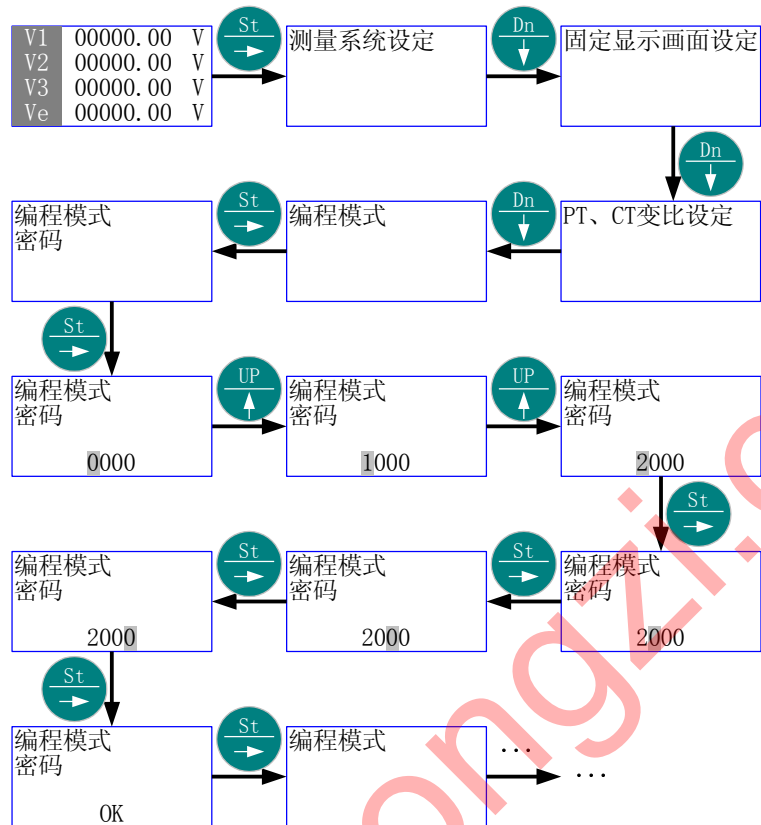 V1 00000.00 V
V2 00000.00 V
V3 00000.00 V
Ve 00000.00 V
St
测量系统设定
Dn
固定显示画面设定
Dn
PT、CT变比设定
Dn
编程模式
St
编程模式
密码
St
编程模式
密码
0000
UP
编程模式
密码
1000
UP
编程模式
密码
2000
St
编程模式
密码
2000
St
编程模式
密码
2000
St
编程模式
密码
2000
St
编程模式
密码
OK
St
编程模式
...
...